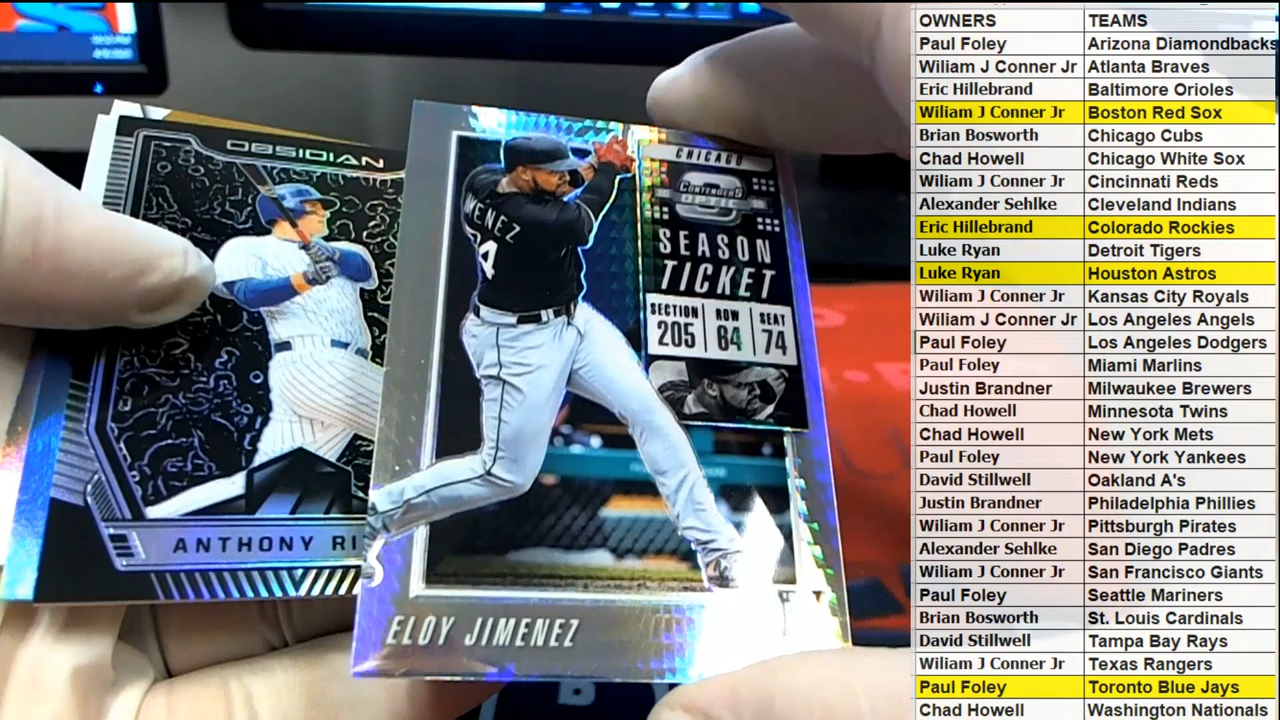 OBSIDIAN
ANTHONY RI
CHICAGO
CONTENDERS
OPTIC
SEASON
TICKET
SECTION ROW SEAT
205 84 74
IMENEZ
74
ELOY JIMENEZ
OWNERS TEAMS
Paul Foley Arizona Diamondbacks
Wiliam J Conner Jr Atlanta Braves
Eric Hillebrand Baltimore Orioles
Wiliam J Conner Jr Boston Red Sox
Brian Bosworth Chicago Cubs
Chad Howell Chicago White Sox
Wiliam J Conner Jr Cincinnati Reds
Alexander Sehlke Cleveland Indians
Eric Hillebrand Colorado Rockies
Luke Ryan Detroit Tigers
Luke Ryan Houston Astros
Wiliam J Conner Jr Kansas City Royals
Wiliam J Conner Jr Los Angeles Angels
Paul Foley Los Angeles Dodgers
Paul Foley Miami Marlins
Justin Brandner Milwaukee Brewers
Chad Howell Minnesota Twins
Chad Howell New York Mets
Paul Foley New York Yankees
David Stillwell Oakland A's
Justin Brandner Philadelphia Phillies
Wiliam J Conner Jr Pittsburgh Pirates
Alexander Sehlke San Diego Padres
Wiliam J Conner Jr San Francisco Giants
Paul Foley Seattle Mariners
Brian Bosworth St. Louis Cardinals
David Stillwell Tampa Bay Rays
Wiliam J Conner Jr Texas Rangers
Paul Foley Toronto Blue Jays
Chad Howell Washington Nationals